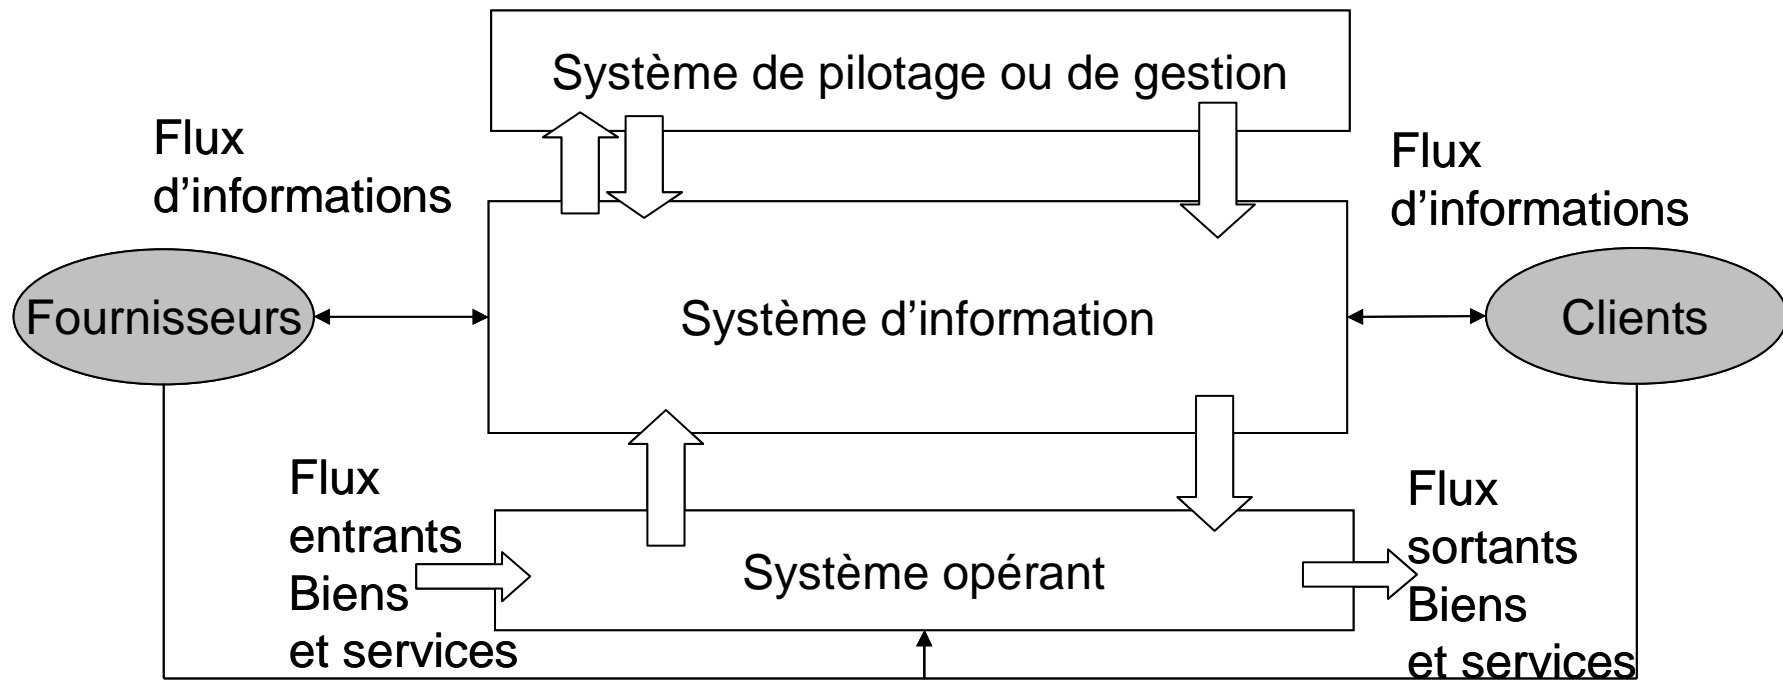 Système de pilotage ou de gestion
Flux
d’informations
Flux
d’informations
Fournisseurs
Système d’information
Clients
Flux
entrants
Biens
et services
Système opérant
Flux
sortants
Biens
et services